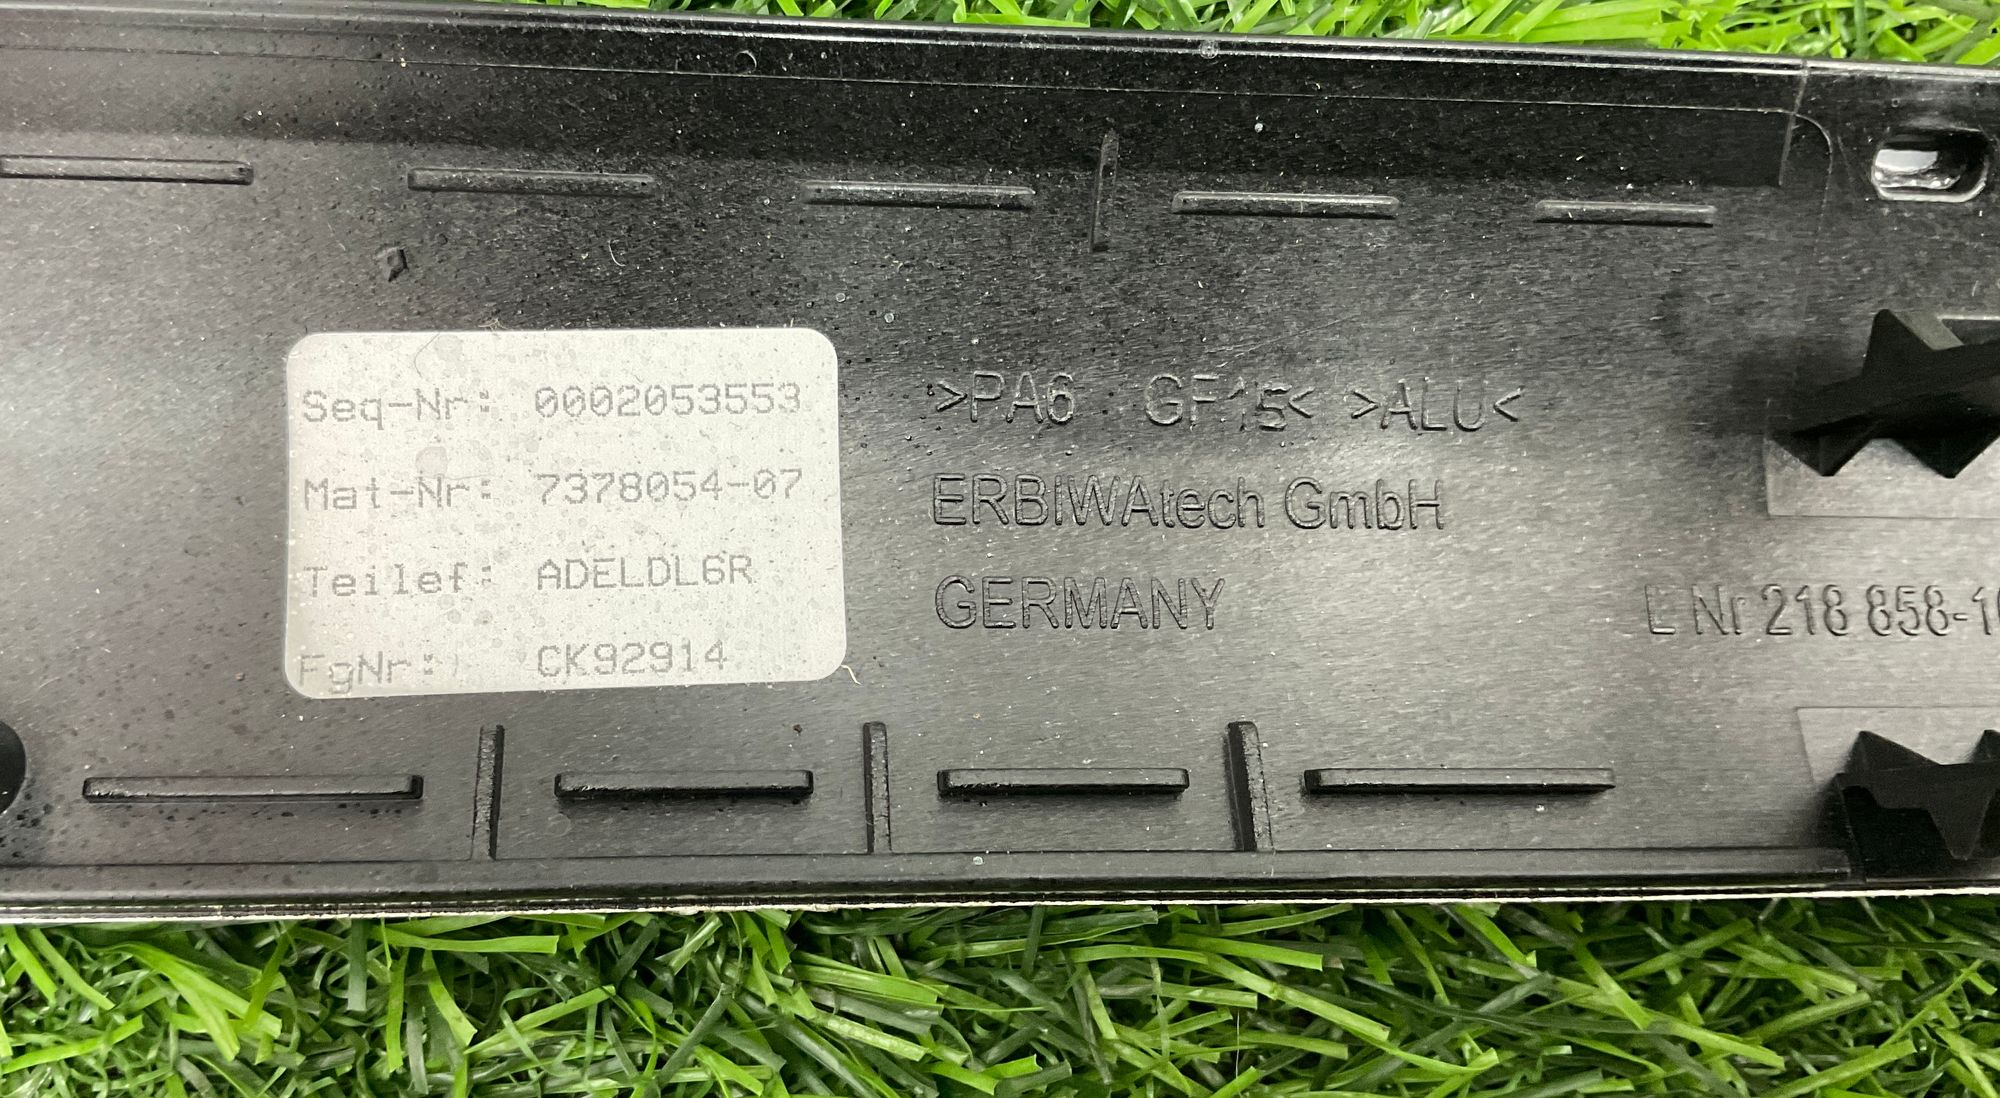 Seq-Nr: 0002053553
Mat-Nr: 7378054-07
Teilef: ADELDL6R
FgNr: CK92914
>PA6 GF15< >ALU<
ERBIWAtech GmbH
GERMANY
L Nr 218 858-10